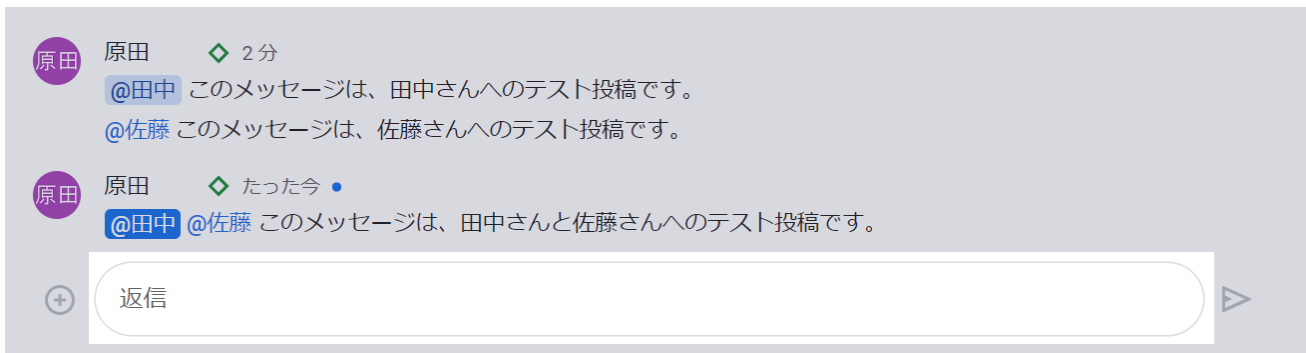 原田
原田 2 分
@田中 このメッセージは、田中さんへのテスト投稿です。
@佐藤 このメッセージは、佐藤さんへのテスト投稿です。
原田
原田 たった今
@田中 @佐藤 このメッセージは、田中さんと佐藤さんへのテスト投稿です。
返信